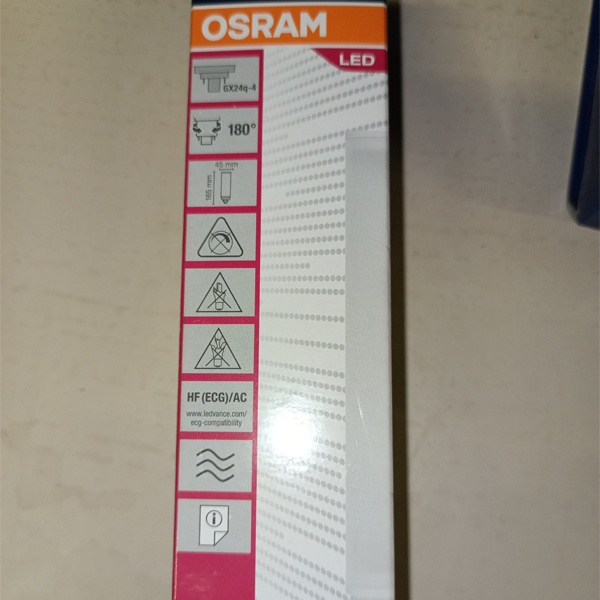 OSRAM
LED
GX24q-4
180°
45 mm
165 mm
HF (ECG)/AC
www.ledvance.com/
ecg-compatibility
i